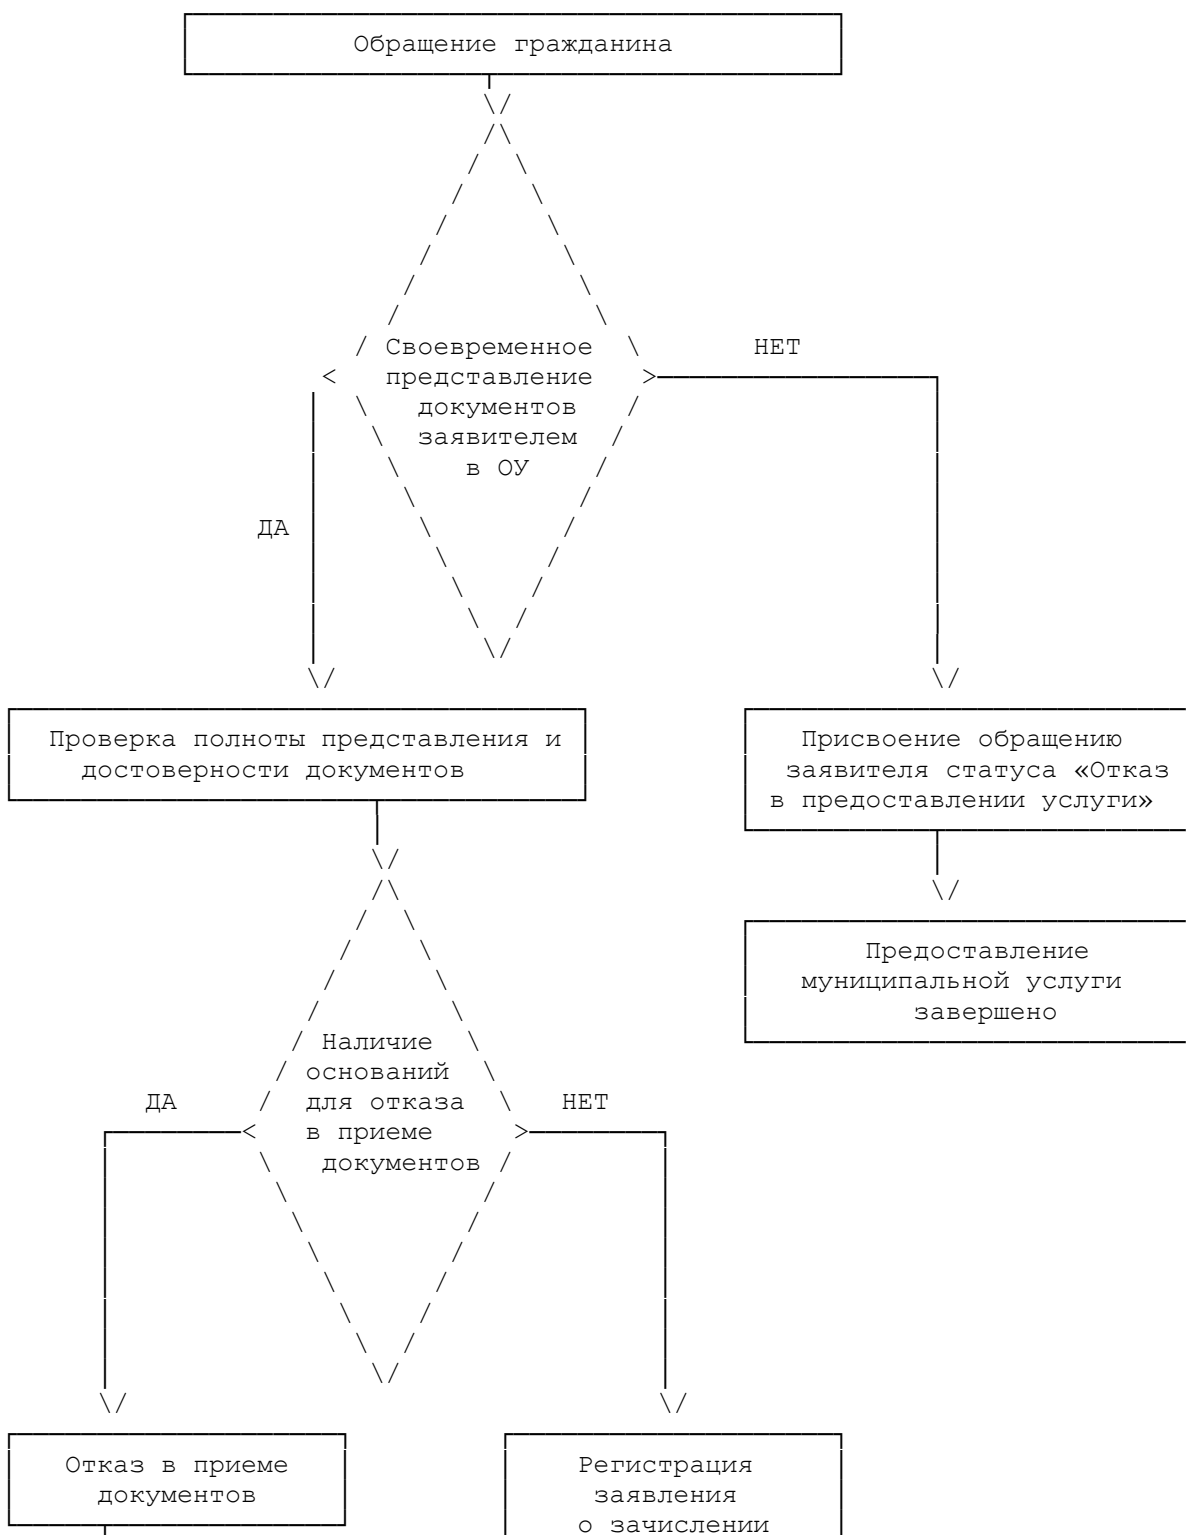 Обращение гражданина
Своевременное
НЕТ
представление
документов
заявителем
в ОУ
ДА
Проверка полноты представления и
достоверности документов
Присвоение обращению
заявителя статуса «Отказ
в предоставлении услуги»
Предоставление
муниципальной услуги
завершено
Наличие
оснований
ДА
для отказа
НЕТ
в приеме
документов
Отказ в приеме
документов
Регистрация
заявления
о зачислении